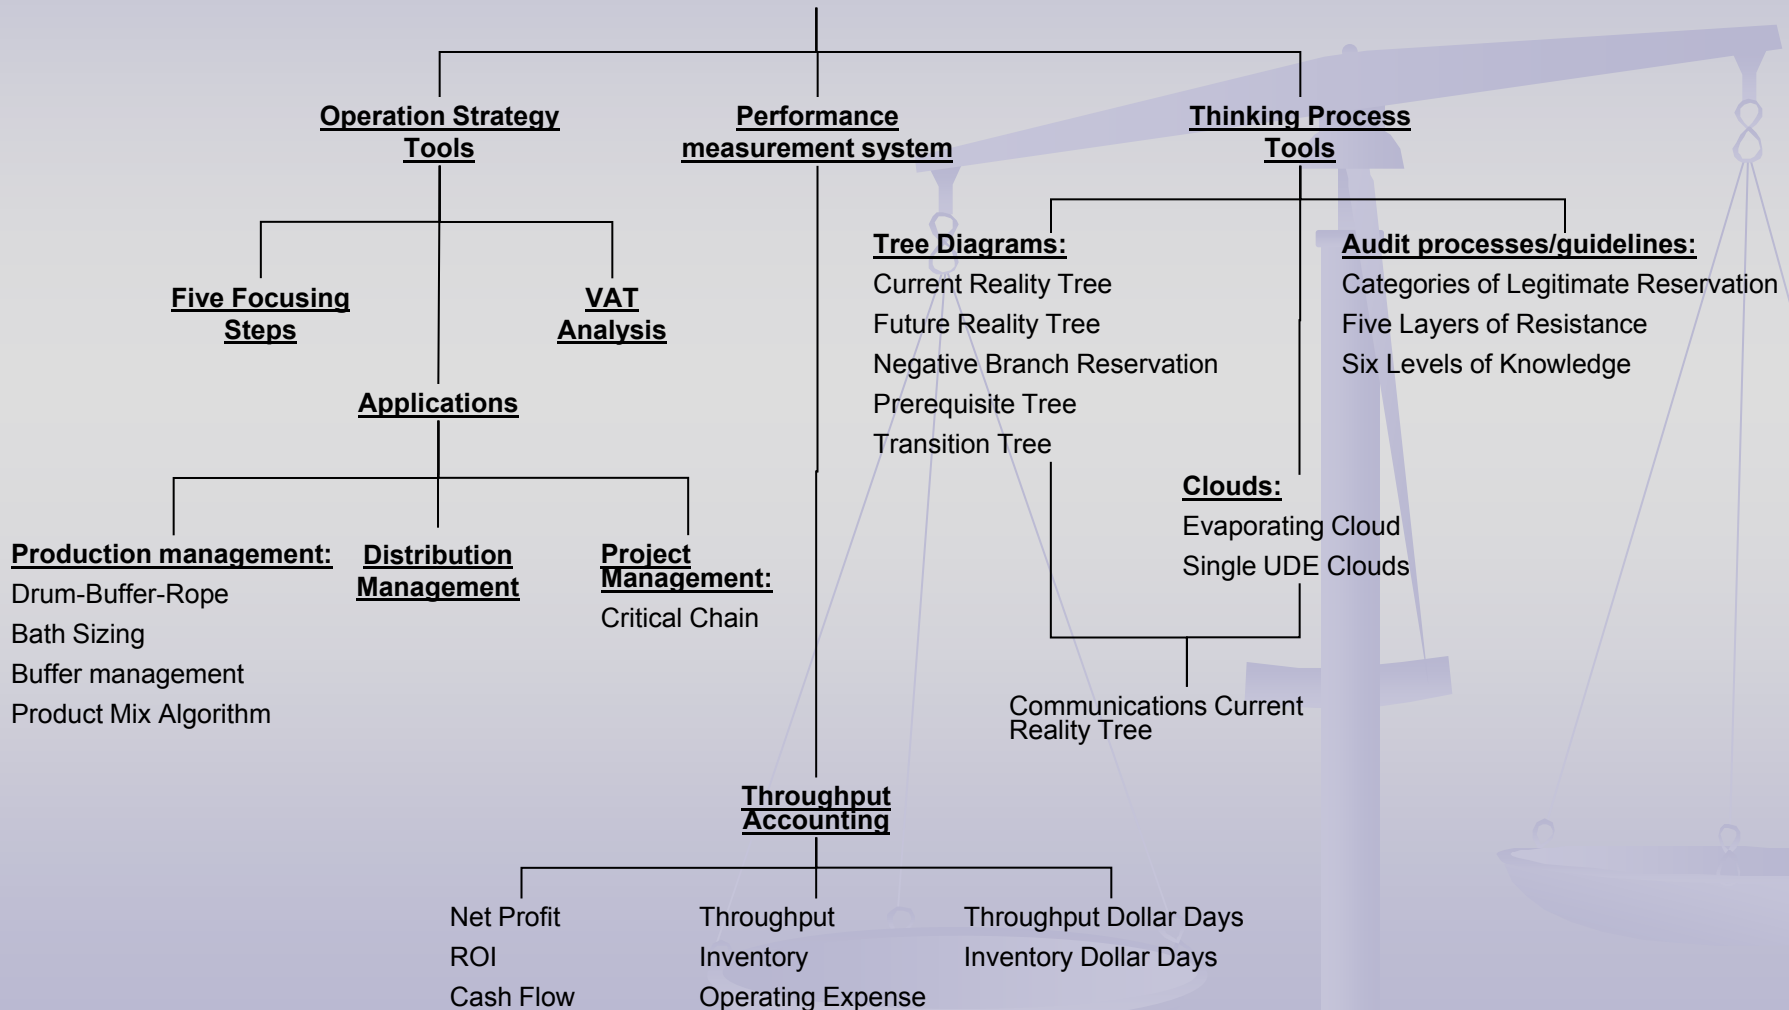 Operation Strategy
Tools
Performance
measurement system
Thinking Process
Tools
Five Focusing
Steps
VAT
Analysis
Applications
Production management:
Drum-Buffer-Rope
Bath Sizing
Buffer management
Product Mix Algorithm
Distribution
Management
Project
Management:
Critical Chain
Tree Diagrams:
Current Reality Tree
Future Reality Tree
Negative Branch Reservation
Prerequisite Tree
Transition Tree
Clouds:
Evaporating Cloud
Single UDE Clouds
Audit processes/guidelines:
Categories of Legitimate Reservation
Five Layers of Resistance
Six Levels of Knowledge
Communications Current
Reality Tree
Throughput
Accounting
Net Profit
ROI
Cash Flow
Throughput
Inventory
Operating Expense
Throughput Dollar Days
Inventory Dollar Days